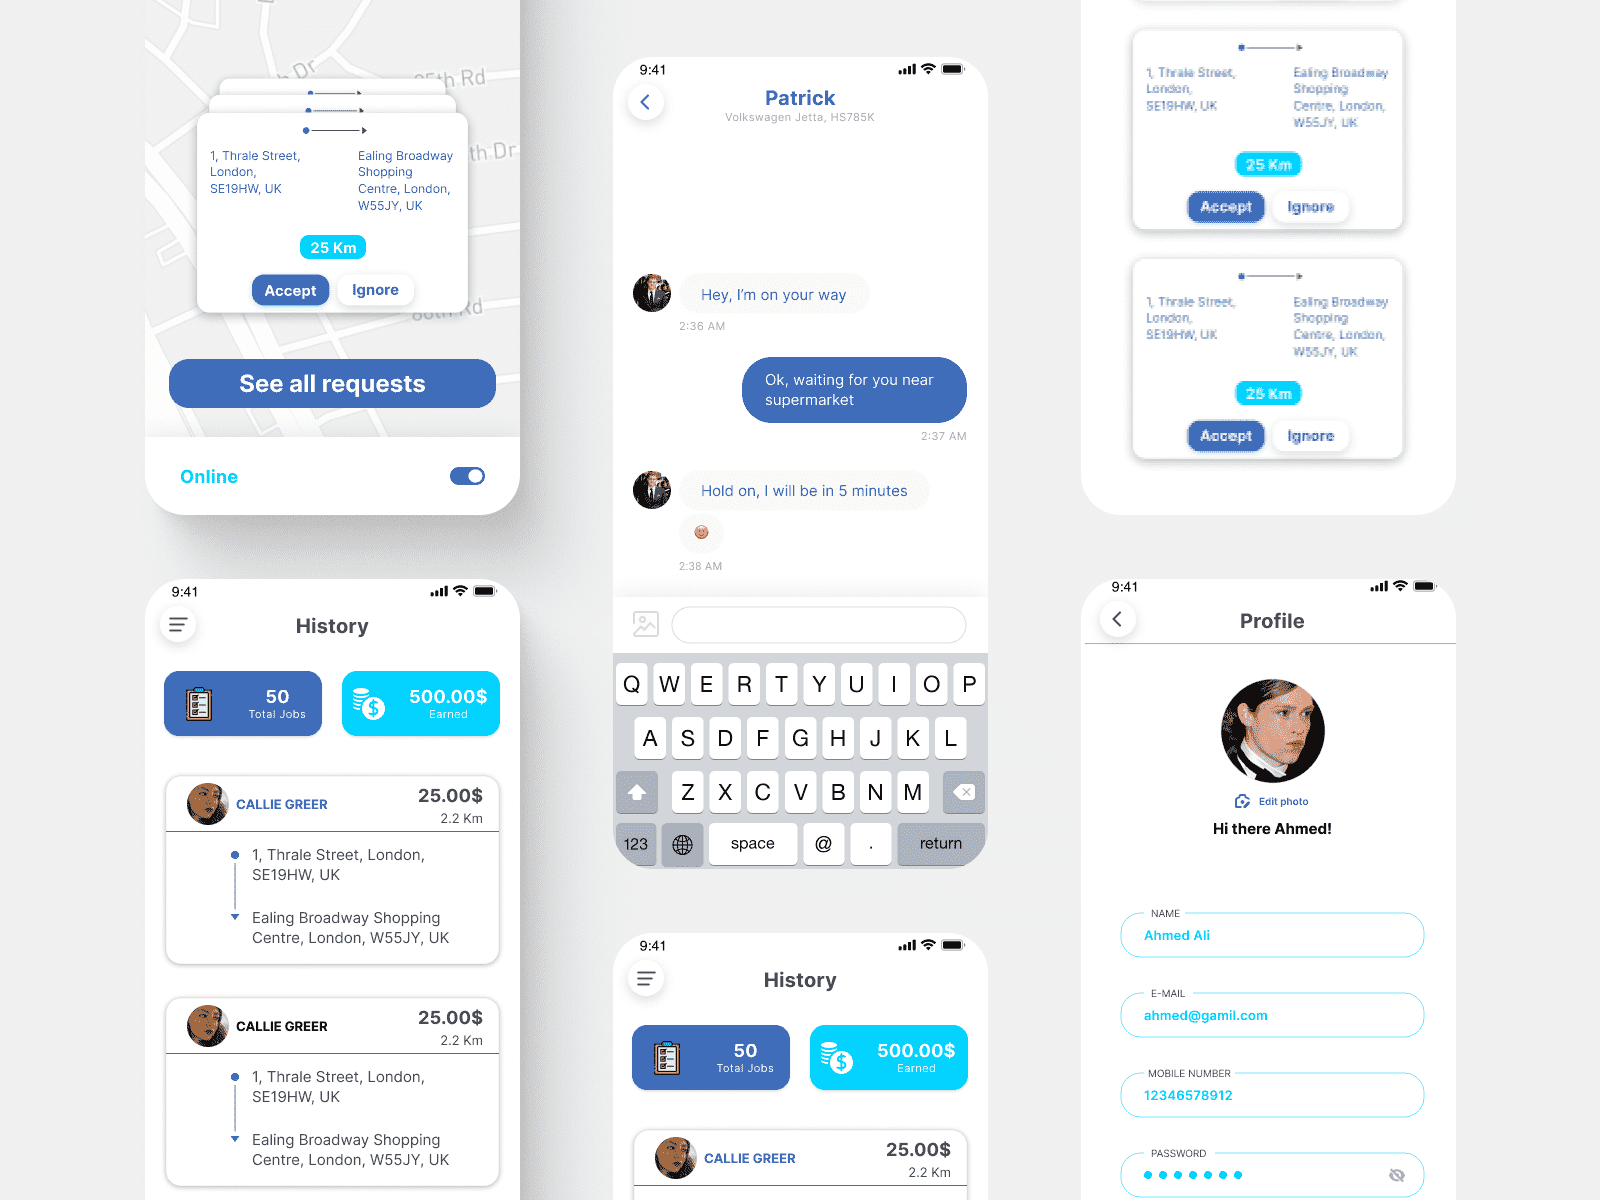 Dr
95th Rd
th Dr
1, Thrale Street,
London,
SE19HW, UK
Ealing Broadway
Shopping
Centre, London,
W55JY, UK
25 Km
Accept
Ignore
86th Rd
See all requests
Online
9:41
History
50
Total Jobs
500.00$
Earned
CALLIE GREER
25.00$
2.2 Km
1, Thrale Street, London,
SE19HW, UK
Ealing Broadway Shopping
Centre, London, W55JY, UK
CALLIE GREER
25.00$
2.2 Km
1, Thrale Street, London,
SE19HW, UK
Ealing Broadway Shopping
Centre, London, W55JY, UK
9:41
Patrick
Volkswagen Jetta, HS785K
Hey, I'm on your way
2:36 AM
Ok, waiting for you near
supermarket
2:37 AM
Hold on, I will be in 5 minutes
2:38 AM
Q W E R T Y U I O P
A S D F G H J K L
Z X C V B N M
123 space @ . return
9:41
History
50
Total Jobs
500.00$
Earned
CALLIE GREER
25.00$
2.2 Km
1, Thrale Street,
London,
SE19HW, UK
Ealing Broadway
Shopping
Centre, London,
W55JY, UK
25 Km
Accept
Ignore
1, Thrale Street,
London,
SE19HW, UK
Ealing Broadway
Shopping
Centre, London,
W55JY, UK
25 Km
Accept
Ignore
9:41
Profile
Edit photo
Hi there Ahmed!
NAME
Ahmed Ali
E-MAIL
ahmed@gamil.com
MOBILE NUMBER
12346578912
PASSWORD